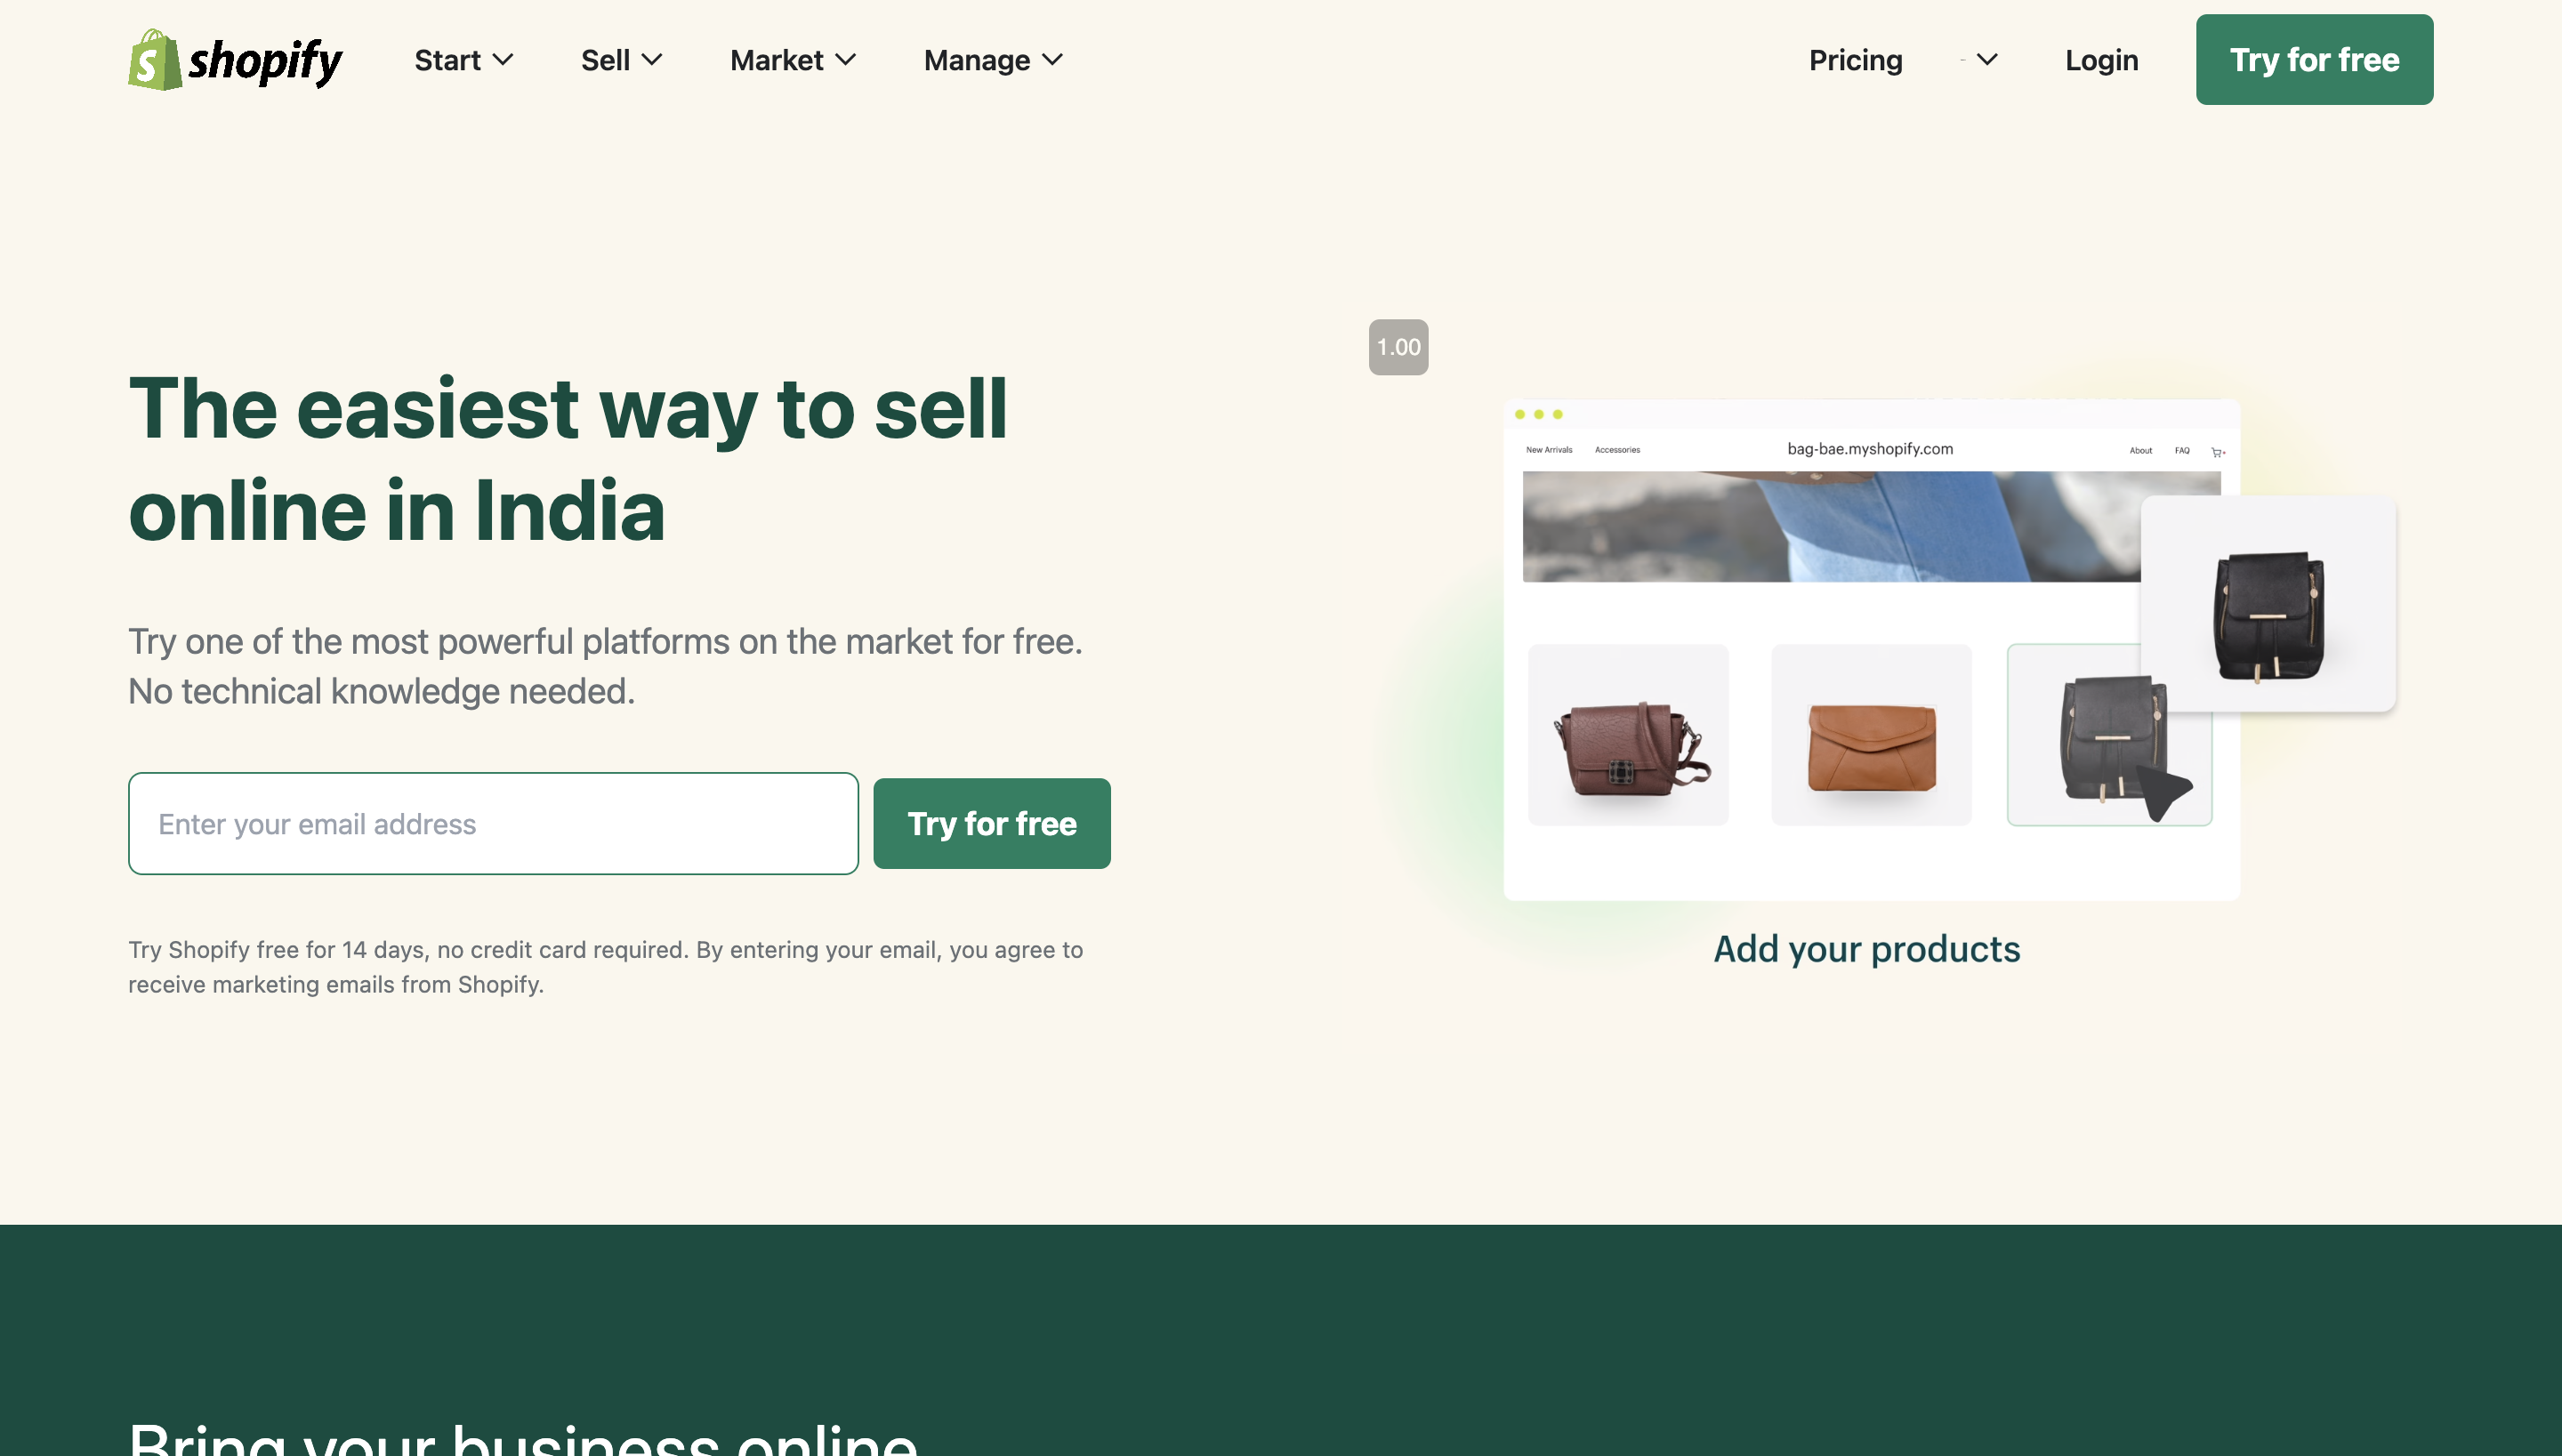 shopify
Start
Sell
Market
Manage
Pricing
Login
Try for free
The easiest way to sell
online in India
Try one of the most powerful platforms on the market for free.
No technical knowledge needed.
Enter your email address
Try for free
Try Shopify free for 14 days, no credit card required. By entering your email, you agree to
receive marketing emails from Shopify.
1.00
New Arrivals
Accessories
bag-bae.myshopify.com
About
FAQ
Add your products
Bring your business online